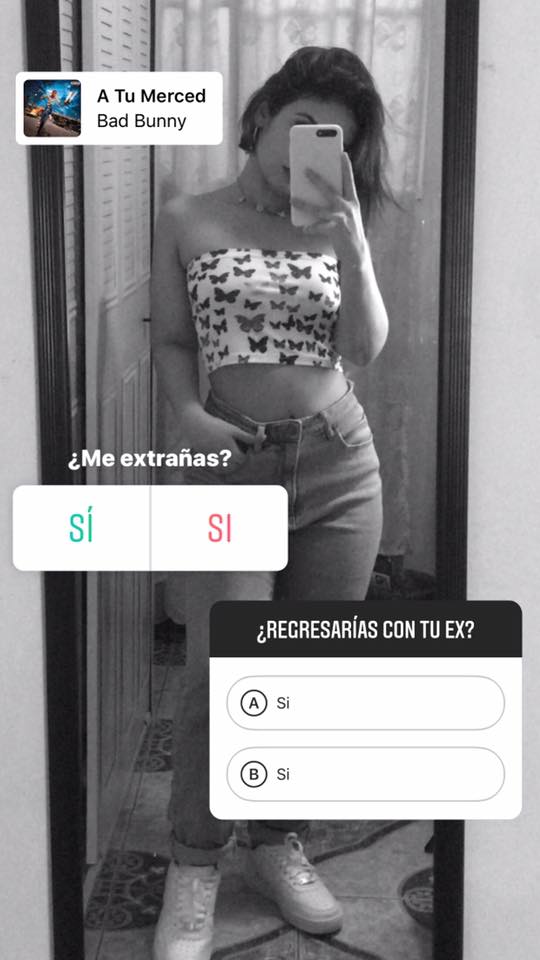 A Tu Merced
Bad Bunny
¿Me extrañas?
SÍ
SI
¿REGRESARÍAS CON TU EX?
A Si
B Si